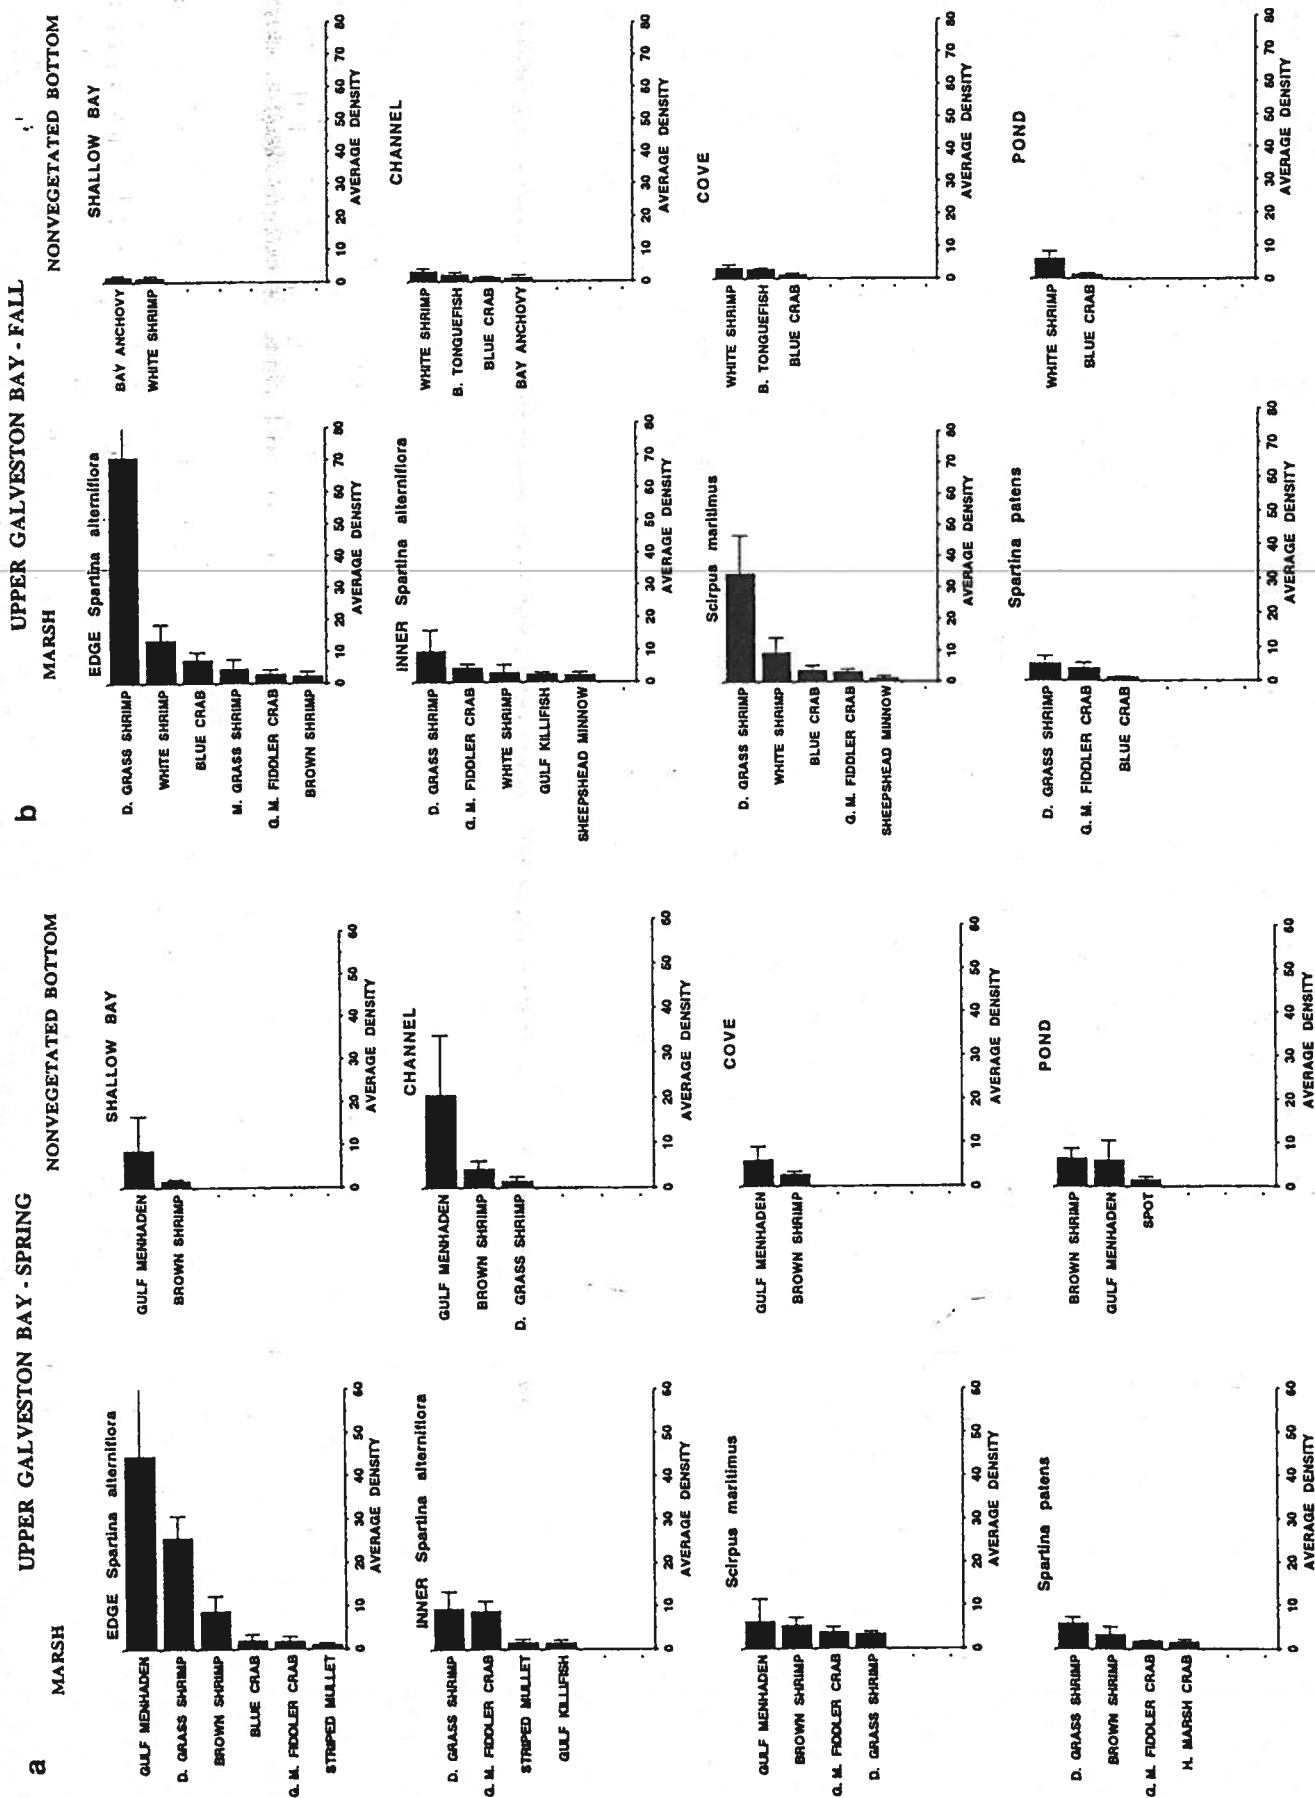 a
UPPER GALVESTON BAY - SPRING
MARSH
NONVEGETATED BOTTOM
EDGE Spartina alterniflora
GULF MENHADEN
D. GRASS SHRIMP
BROWN SHRIMP
BLUE CRAB
G. M. FIDDLER CRAB
STRIPED MULLET
0 10 20 30 40 50 60
AVERAGE DENSITY
SHALLOW BAY
GULF MENHADEN
BROWN SHRIMP
0 10 20 30 40 50 60
AVERAGE DENSITY
INNER Spartina alterniflora
D. GRASS SHRIMP
G. M. FIDDLER CRAB
STRIPED MULLET
GULF KILLIFISH
0 10 20 30 40 50 60
AVERAGE DENSITY
CHANNEL
GULF MENHADEN
BROWN SHRIMP
D. GRASS SHRIMP
0 10 20 30 40 50 60
AVERAGE DENSITY
Scirpus maritimus
GULF MENHADEN
BROWN SHRIMP
G. M. FIDDLER CRAB
D. GRASS SHRIMP
0 10 20 30 40 50 60
AVERAGE DENSITY
COVE
GULF MENHADEN
BROWN SHRIMP
0 10 20 30 40 50 60
AVERAGE DENSITY
Spartina patens
D. GRASS SHRIMP
BROWN SHRIMP
G. M. FIDDLER CRAB
H. MARSH CRAB
0 10 20 30 40 50 60
AVERAGE DENSITY
POND
BROWN SHRIMP
GULF MENHADEN
SPOT
0 10 20 30 40 50 60
AVERAGE DENSITY
b
UPPER GALVESTON BAY - FALL
MARSH
NONVEGETATED BOTTOM
EDGE Spartina alterniflora
D. GRASS SHRIMP
WHITE SHRIMP
BLUE CRAB
M. GRASS SHRIMP
G. M. FIDDLER CRAB
BROWN SHRIMP
0 10 20 30 40 50 60 70 80
AVERAGE DENSITY
SHALLOW BAY
BAY ANCHOVY
WHITE SHRIMP
0 10 20 30 40 50 60 70 80
AVERAGE DENSITY
INNER Spartina alterniflora
D. GRASS SHRIMP
G. M. FIDDLER CRAB
WHITE SHRIMP
GULF KILLIFISH
SHEEPSHEAD MINNOW
0 10 20 30 40 50 60 70 80
AVERAGE DENSITY
CHANNEL
WHITE SHRIMP
B. TONGUEFISH
BLUE CRAB
BAY ANCHOVY
0 10 20 30 40 50 60 70 80
AVERAGE DENSITY
Scirpus maritimus
D. GRASS SHRIMP
WHITE SHRIMP
BLUE CRAB
G. M. FIDDLER CRAB
SHEEPSHEAD MINNOW
0 10 20 30 40 50 60 70 80
AVERAGE DENSITY
COVE
WHITE SHRIMP
B. TONGUEFISH
BLUE CRAB
0 10 20 30 40 50 60 70 80
AVERAGE DENSITY
Spartina patens
D. GRASS SHRIMP
G. M. FIDDLER CRAB
BLUE CRAB
0 10 20 30 40 50 60 70 80
AVERAGE DENSITY
POND
WHITE SHRIMP
BLUE CRAB
0 10 20 30 40 50 60 70 80
AVERAGE DENSITY